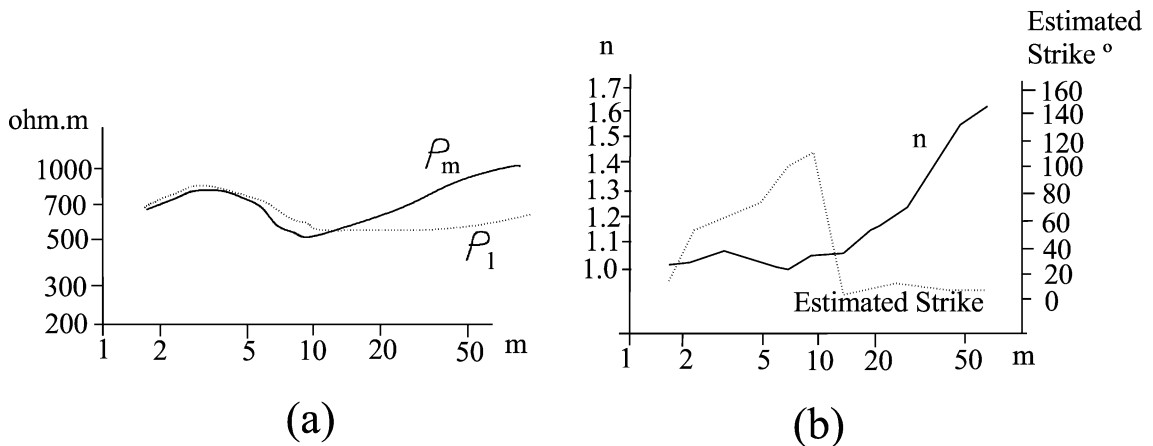 ohm.m
1000
700
500
300
200
1 2 5 10 20 50 m
ρm
ρl
(a)
n
1.7
1.6
1.5
1.4
1.3
1.2
1.1
1.0
1 2 5 10 20 50 m
n
Estimated Strike
Estimated
Strike º
160
140
120
100
80
60
40
20
0
(b)